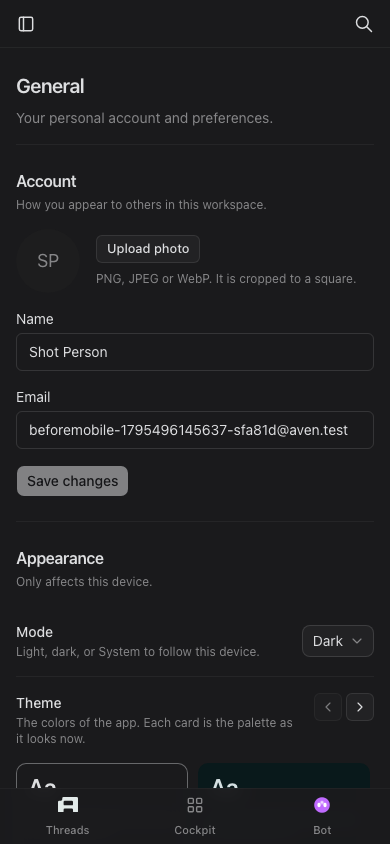 General
Your personal account and preferences.
Account
How you appear to others in this workspace.
SP
Upload photo
PNG, JPEG or WebP. It is cropped to a square.
Name
Shot Person
Email
beforemobile-1795496145637-sfa81d@aven.test
Save changes
Appearance
Only affects this device.
Mode
Light, dark, or System to follow this device.
Dark
Theme
The colors of the app. Each card is the palette as
it looks now.
Aa
Aa
Threads
Cockpit
Bot